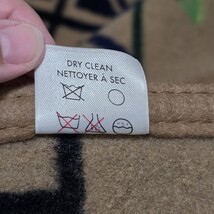 DRY CLEAN
NETTOYER À SEC